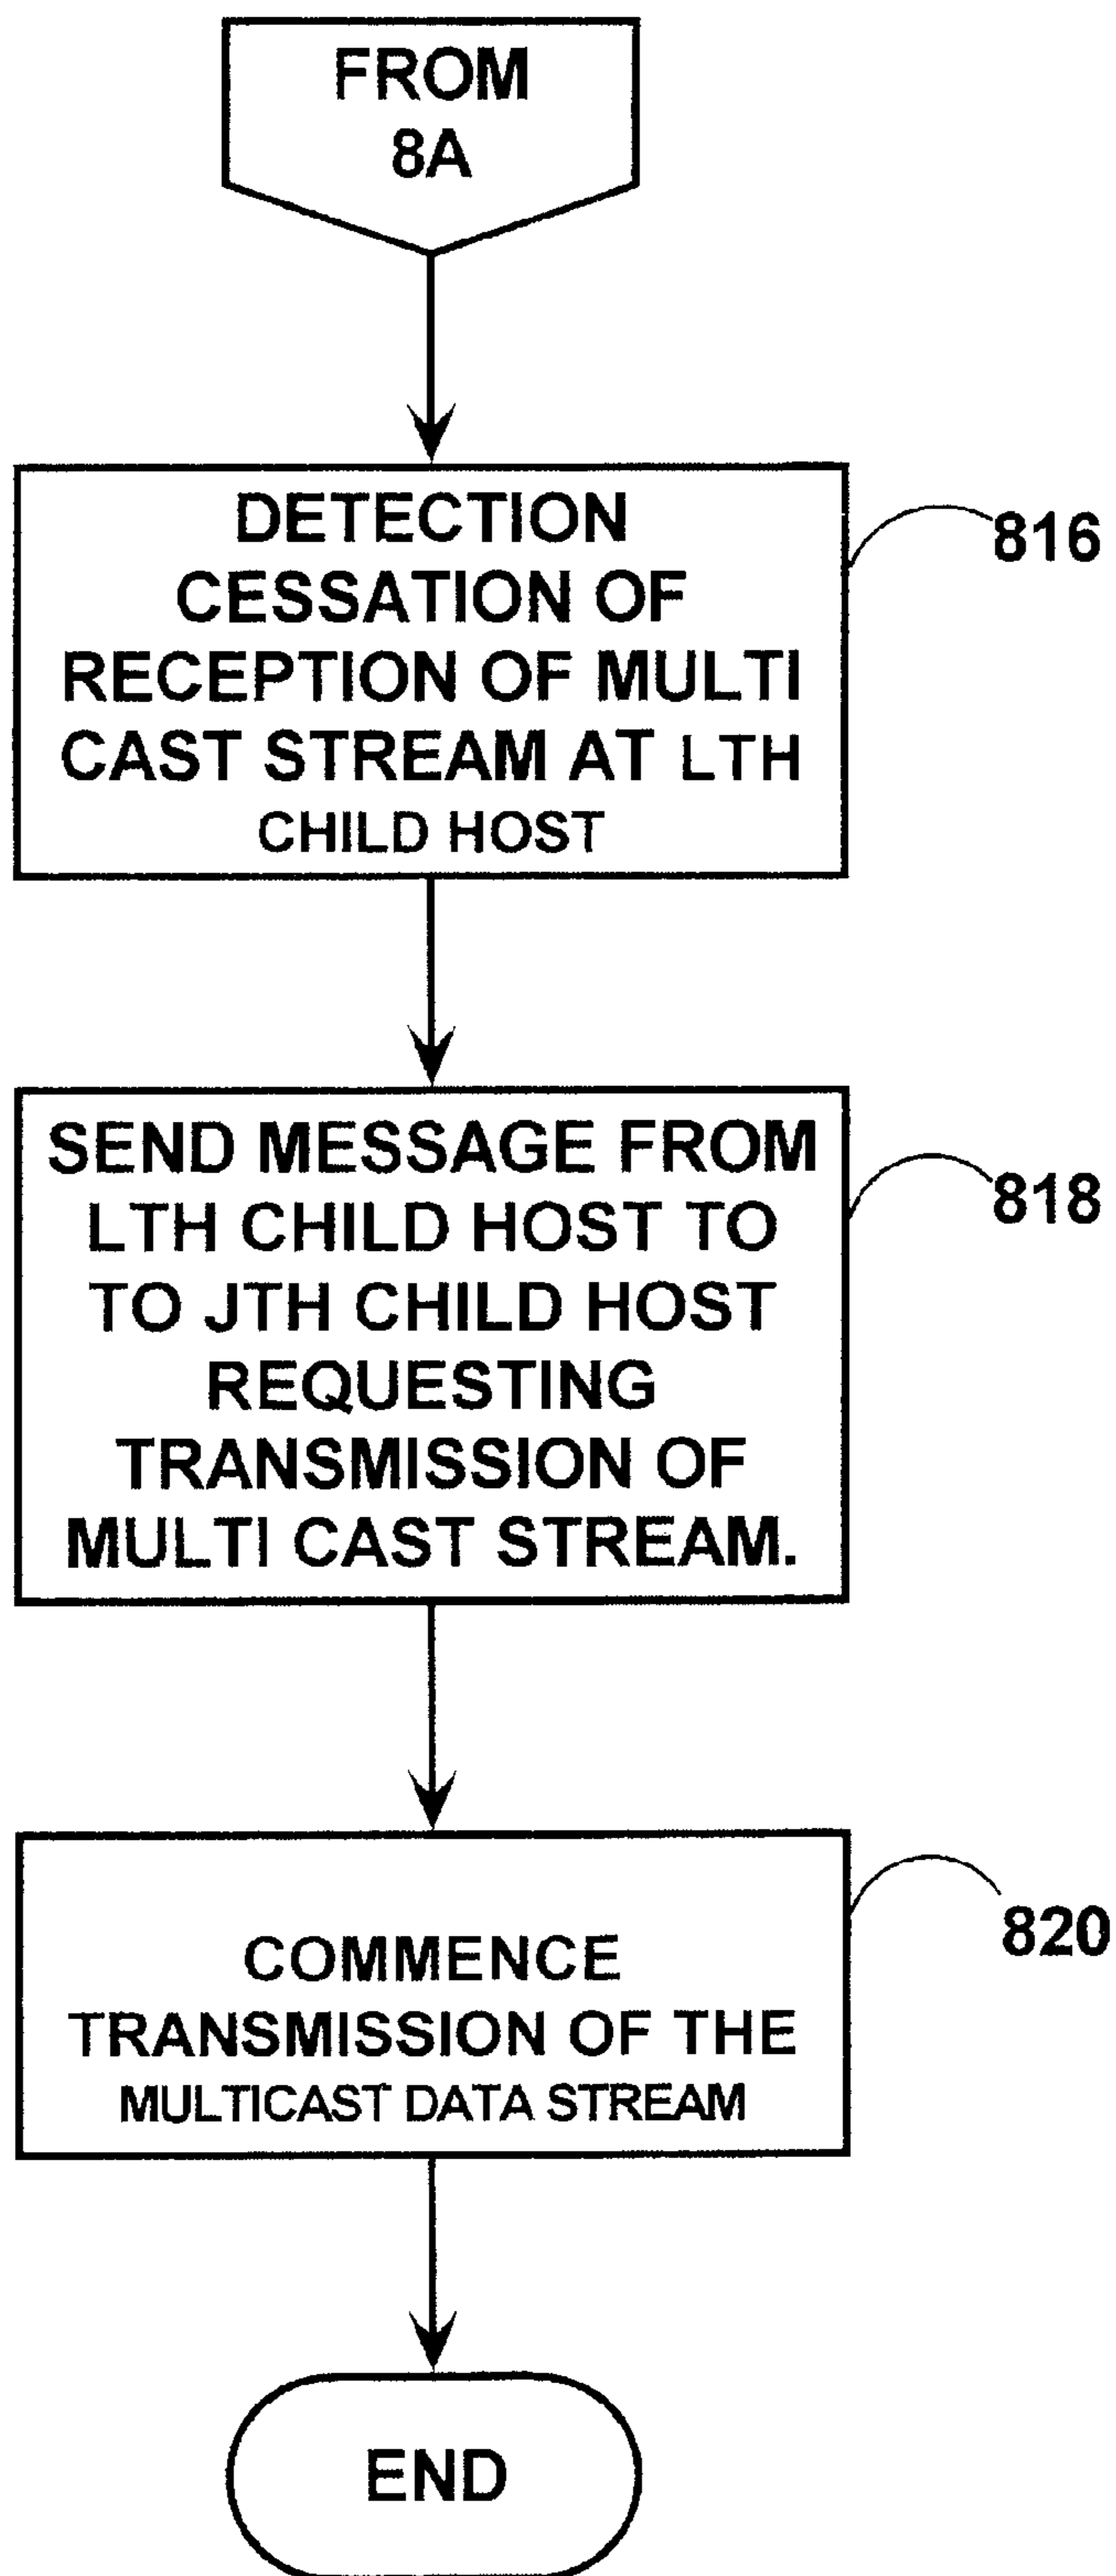 FROM
8A
DETECTION
CESSATION OF
RECEPTION OF MULTI
CAST STREAM AT LTH
CHILD HOST
816
SEND MESSAGE FROM
LTH CHILD HOST TO
TO JTH CHILD HOST
REQUESTING
TRANSMISSION OF
MULTI CAST STREAM.
818
COMMENCE
TRANSMISSION OF THE
MULTICAST DATA STREAM
820
END